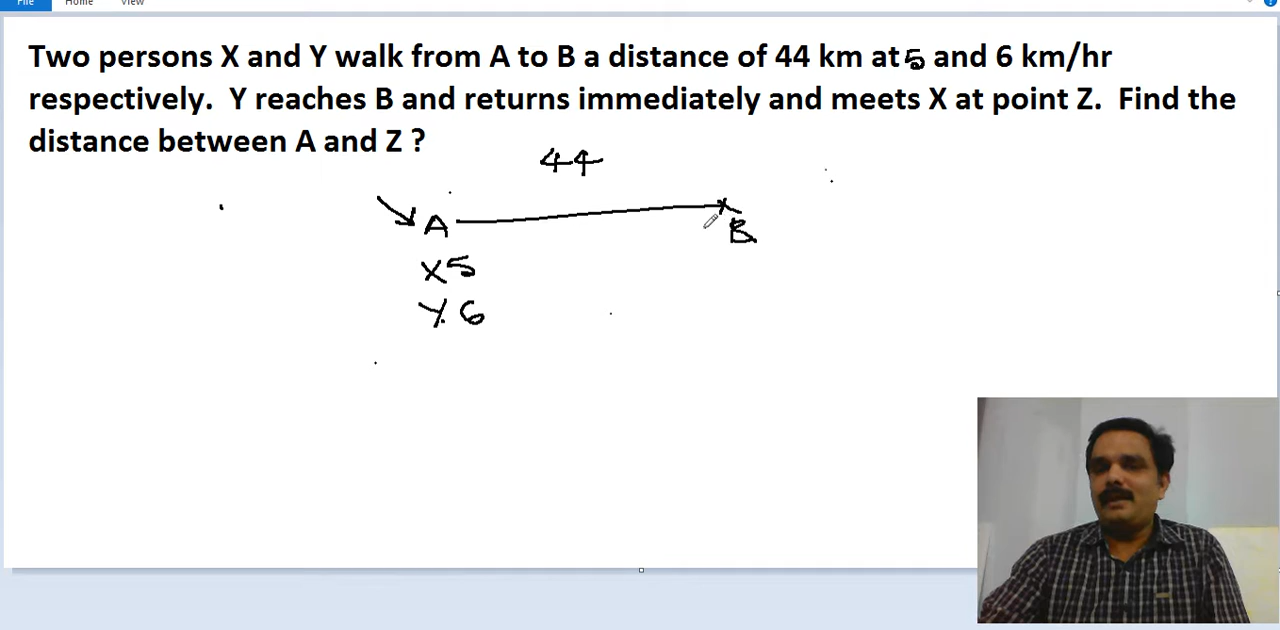 File Home View
Two persons X and Y walk from A to B a distance of 44 km at 5 and 6 km/hr
respectively. Y reaches B and returns immediately and meets X at point Z. Find the
distance between A and Z ?
44
A
B
X 5
Y 6